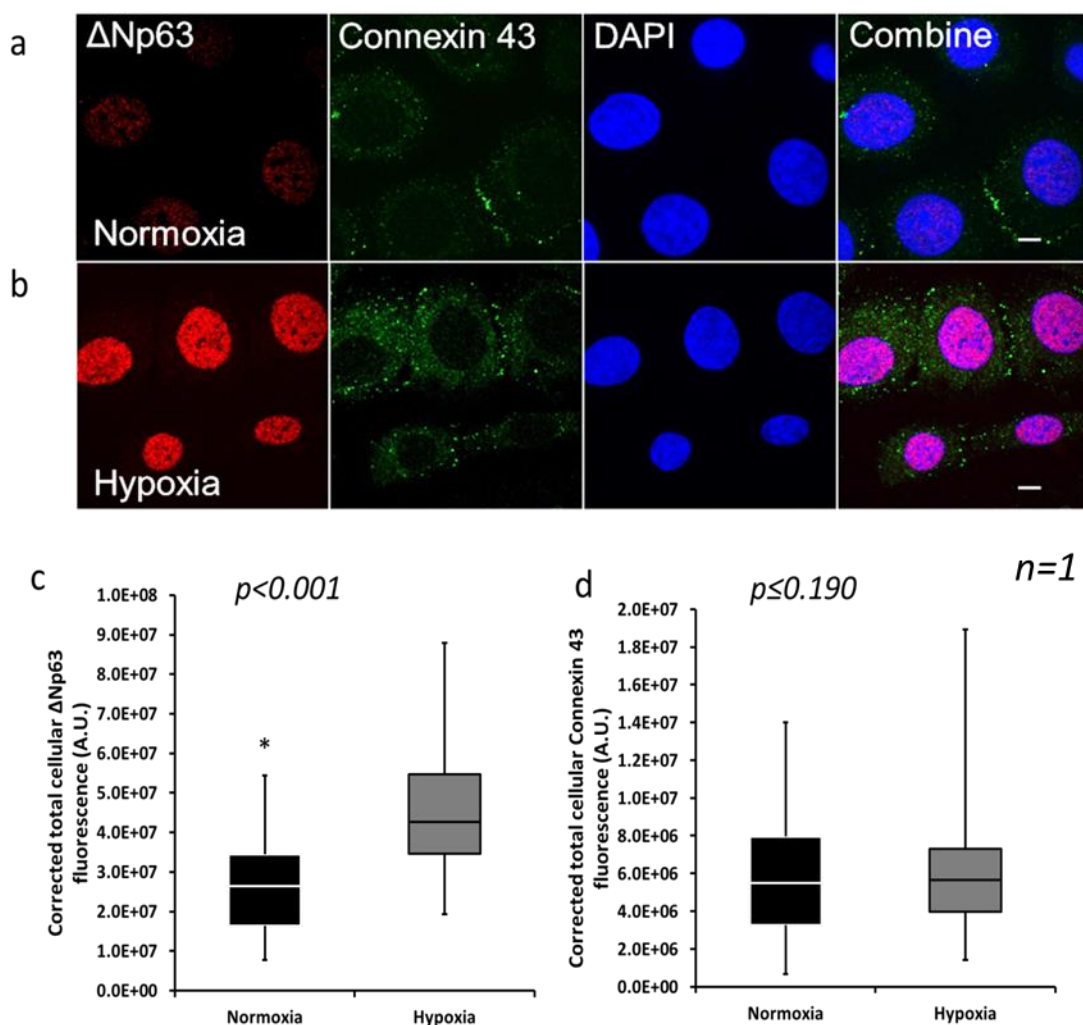 a
ΔNp63
Connexin 43
DAPI
Combine
Normoxia
b
Hypoxia
c
p<0.001
Corrected total cellular ΔNp63
fluorescence (A.U.)
1.0E+08
9.0E+07
8.0E+07
7.0E+07
6.0E+07
5.0E+07
4.0E+07
3.0E+07
2.0E+07
1.0E+07
0.0E+00
*
Normoxia
Hypoxia
d
p≤0.190
n=1
Corrected total cellular Connexin 43
fluorescence (A.U.)
2.0E+07
1.8E+07
1.6E+07
1.4E+07
1.2E+07
1.0E+07
8.0E+06
6.0E+06
4.0E+06
2.0E+06
0.0E+00
Normoxia
Hypoxia